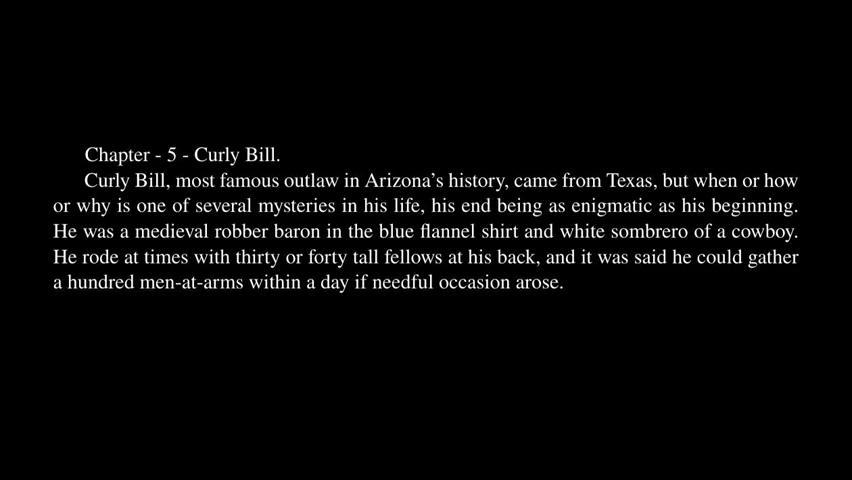 Chapter - 5 - Curly Bill.
Curly Bill, most famous outlaw in Arizona's history, came from Texas, but when or how
or why is one of several mysteries in his life, his end being as enigmatic as his beginning.
He was a medieval robber baron in the blue flannel shirt and white sombrero of a cowboy.
He rode at times with thirty or forty tall fellows at his back, and it was said he could gather
a hundred men-at-arms within a day if needful occasion arose.